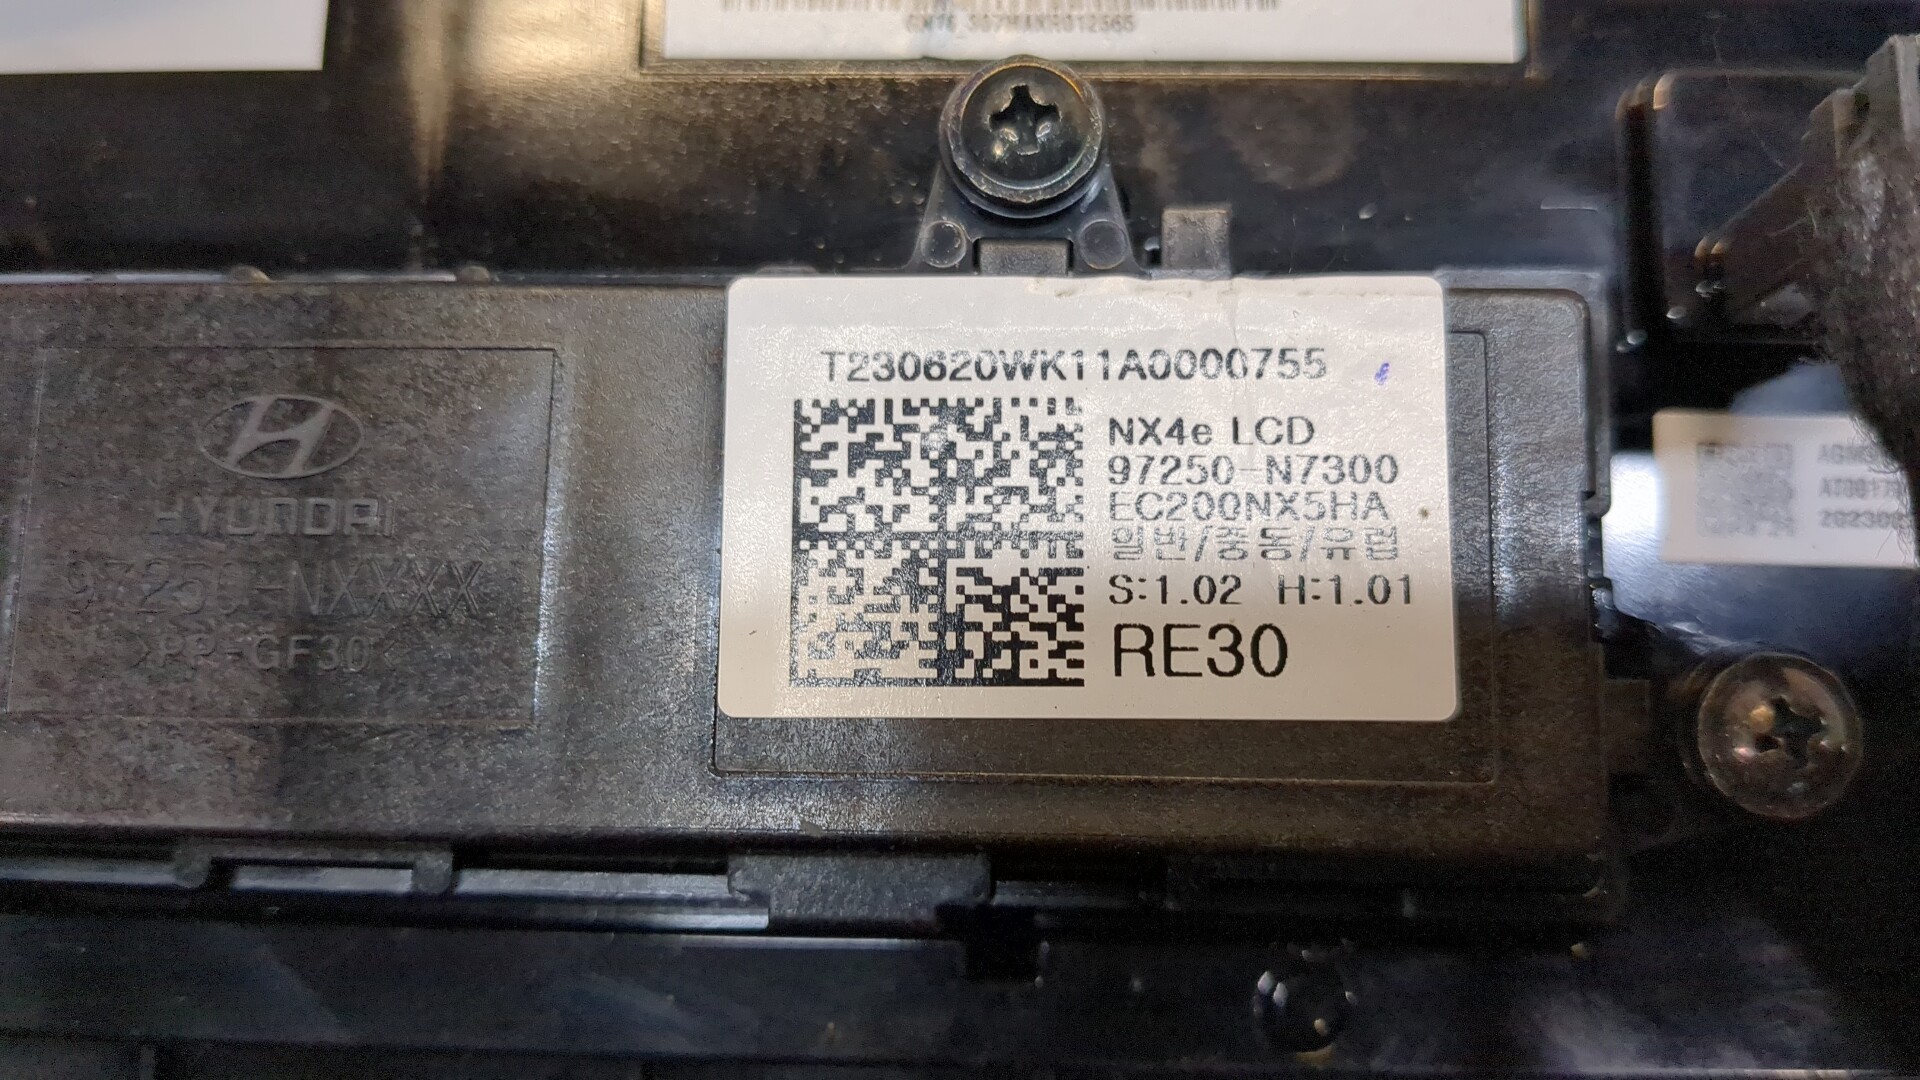 T230620WK11A0000755
NX4e LCD
97250-N7300
EC200NX5HA
일반/중동/유럽
S:1.02 H:1.01
RE30
HYUNDAI
97250-NXXXX
>PP-GF30<